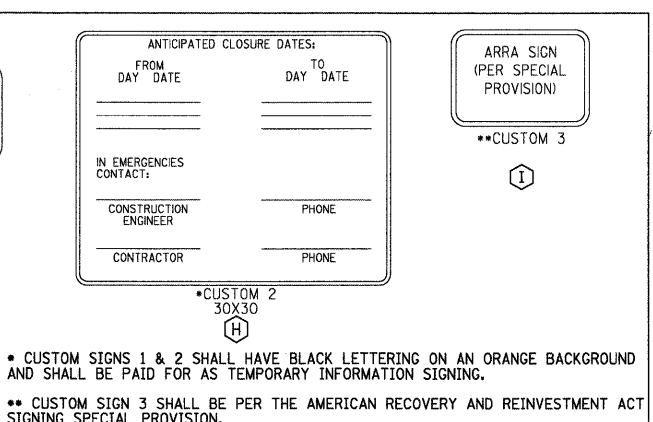 ANTICIPATED CLOSURE DATES:
FROM TO
DAY DATE DAY DATE
IN EMERGENCIES
CONTACT:
CONSTRUCTION PHONE
ENGINEER
CONTRACTOR PHONE
*CUSTOM 2
30X30
H
ARRA SIGN
(PER SPECIAL
PROVISION)
**CUSTOM 3
I
* CUSTOM SIGNS 1 & 2 SHALL HAVE BLACK LETTERING ON AN ORANGE BACKGROUND
AND SHALL BE PAID FOR AS TEMPORARY INFORMATION SIGNING.
** CUSTOM SIGN 3 SHALL BE PER THE AMERICAN RECOVERY AND REINVESTMENT ACT
SIGNING SPECIAL PROVISION.